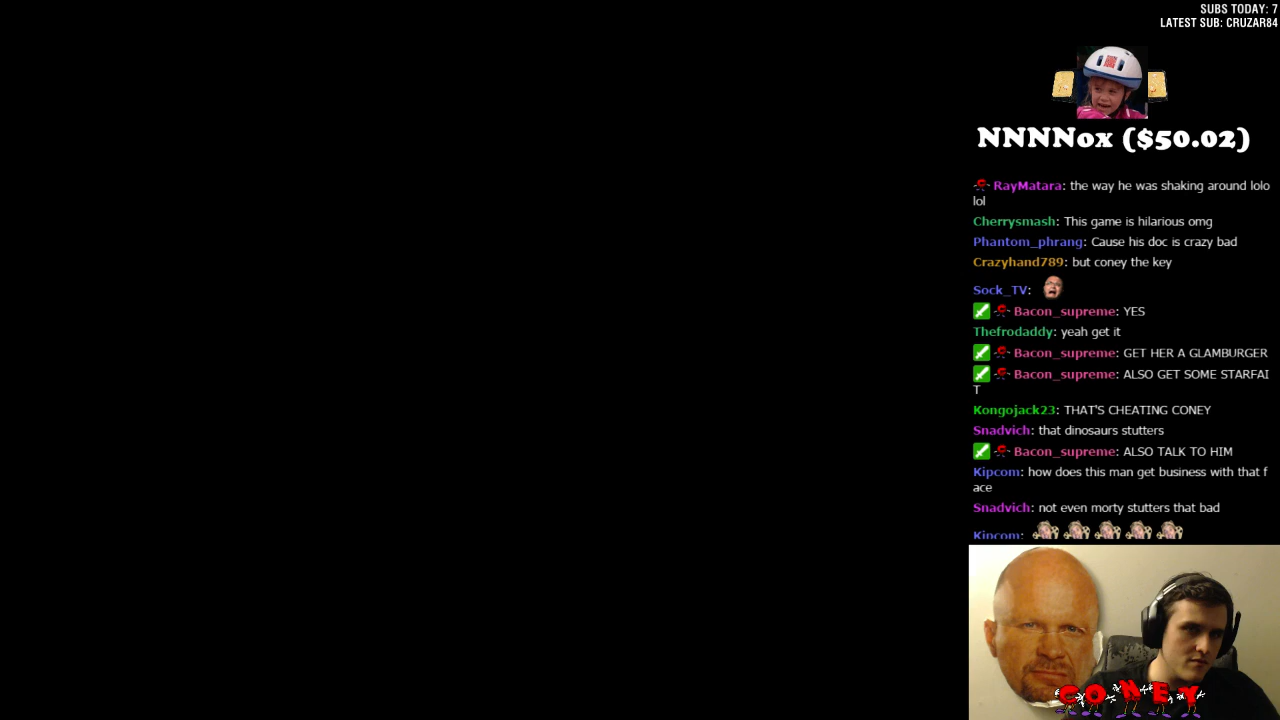 SUBS TODAY: 7
LATEST SUB: CRUZAR84
NNNNox ($50.02)
RayMatara: the way he was shaking around lolo
lol
Cherrysmash: This game is hilarious omg
Phantom_phrang: Cause his doc is crazy bad
Crazyhand789: but coney the key
Sock_TV:
Bacon_supreme: YES
Thefrodaddy: yeah get it
Bacon_supreme: GET HER A GLAMBURGER
Bacon_supreme: ALSO GET SOME STARFAI
T
Kongojack23: THAT'S CHEATING CONEY
Snadvich: that dinosaurs stutters
Bacon_supreme: ALSO TALK TO HIM
Kipcom: how does this man get business with that f
ace
Snadvich: not even morty stutters that bad
Kipcom:
CONEY